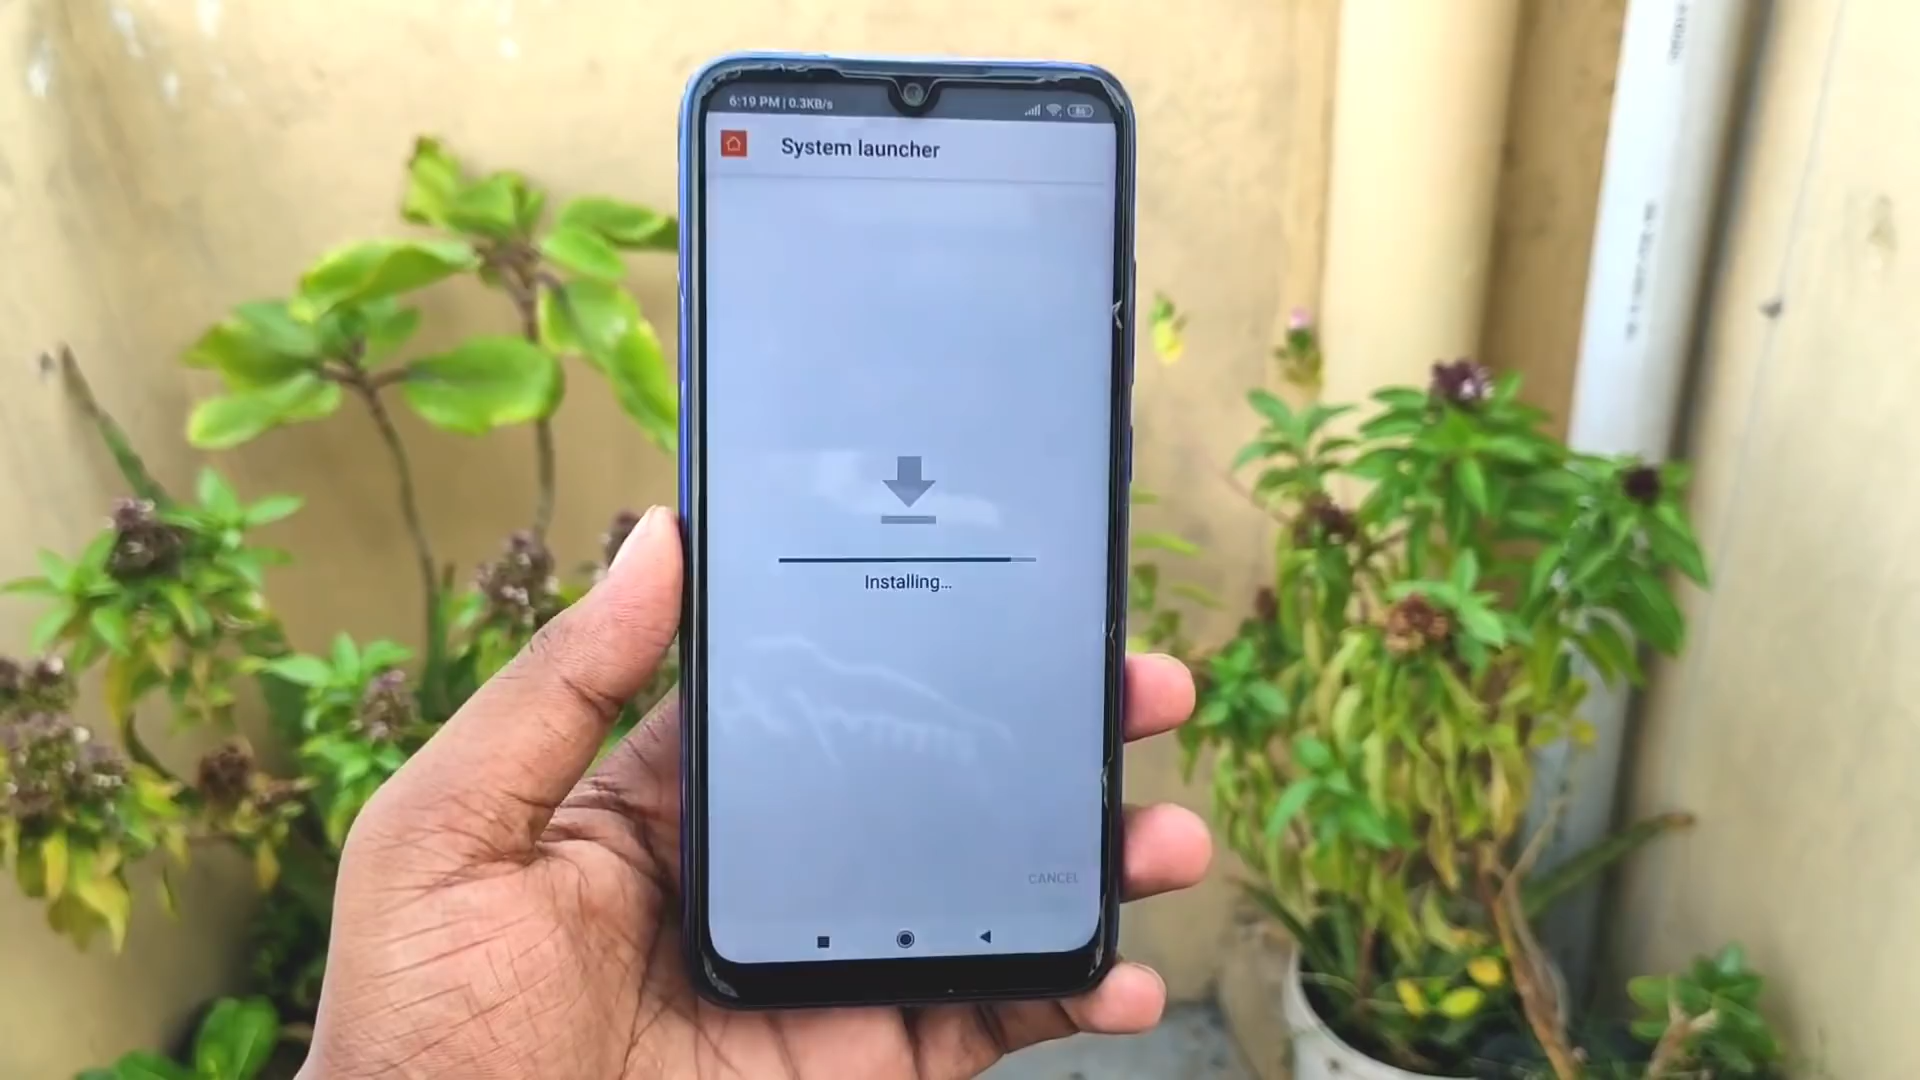 6:19 PM | 0.3KB/s
System launcher
Installing...
CANCEL